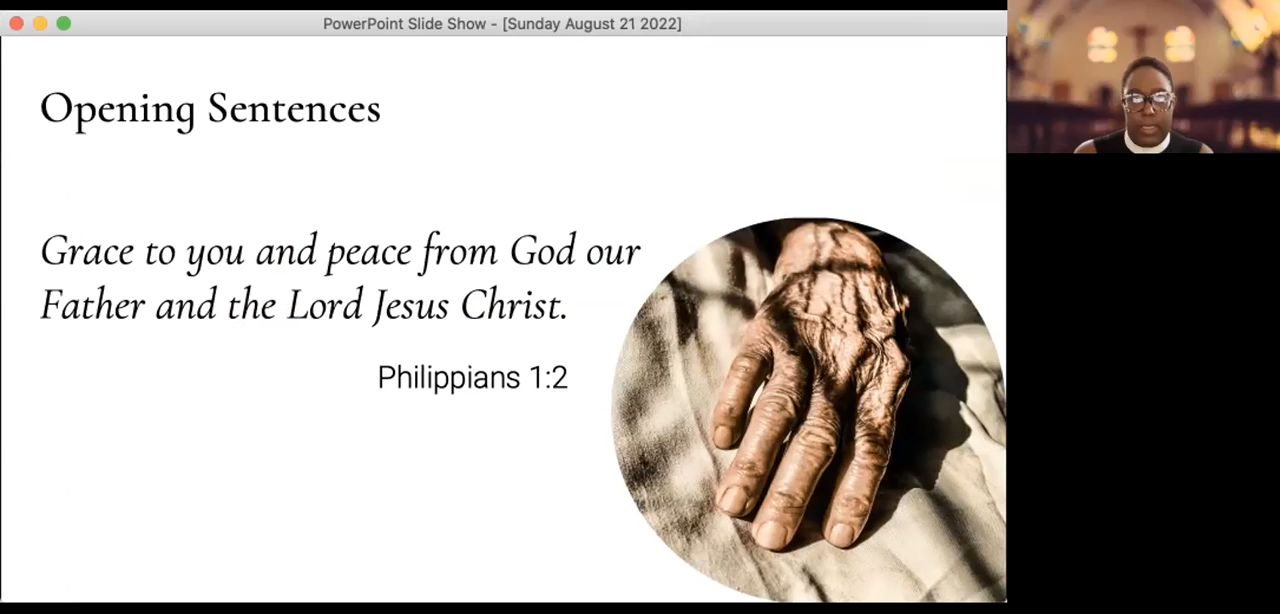 PowerPoint Slide Show - [Sunday August 21 2022]
Opening Sentences
Grace to you and peace from God our
Father and the Lord Jesus Christ.
Philippians 1:2